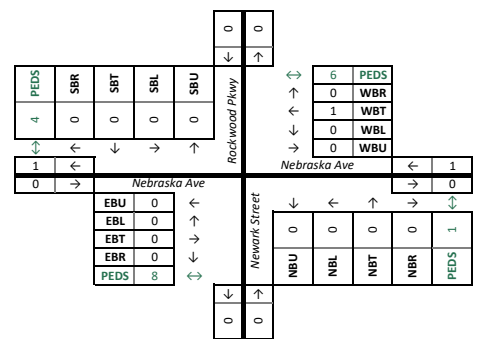 0 0
↓ ↑
PEDS SBR SBT SBL SBU
4 0 0 0 0
↕ ← ↓ → ↑
Rockwood Pkwy
↔ 6 PEDS
↑ 0 WBR
← 1 WBT
↓ 0 WBL
→ 0 WBU
1 ←
0 →
Nebraska Ave
← 1
→ 0
Nebraska Ave
EBU 0 ←
EBL 0 ↑
EBT 0 →
EBR 0 ↓
PEDS 8 ↔
Newark Street
↓ ← ↑ → ↕
0 0 0 0 1
NBU NBL NBT NBR PEDS
↓ ↑
0 0